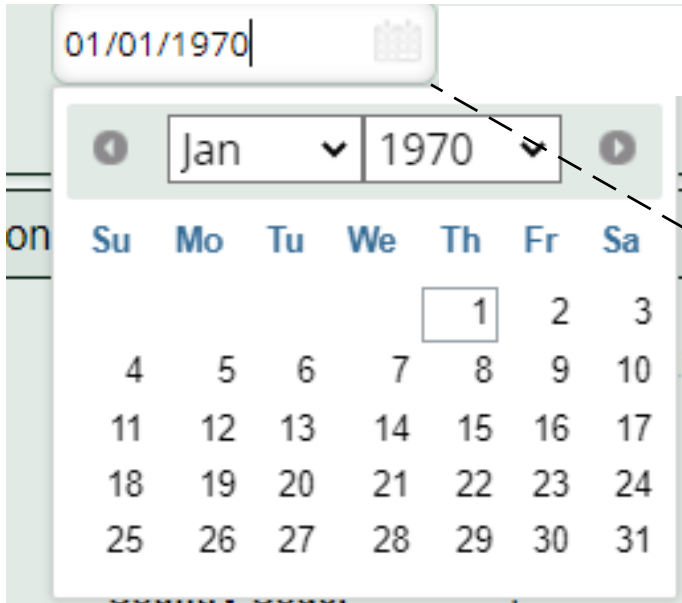 01/01/1970
Jan 1970
on
Su Mo Tu We Th Fr Sa
1 2 3
4 5 6 7 8 9 10
11 12 13 14 15 16 17
18 19 20 21 22 23 24
25 26 27 28 29 30 31